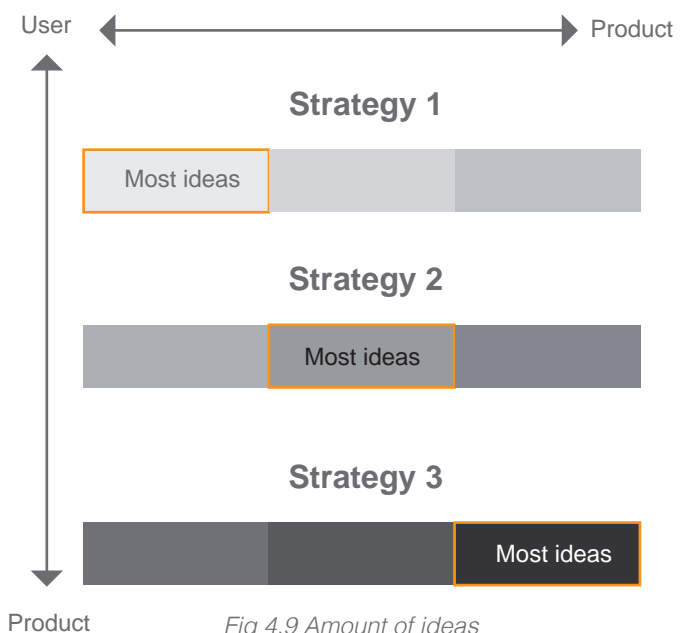 User
Product
Strategy 1
Most ideas
Strategy 2
Most ideas
Strategy 3
Most ideas
Product
Fig 4.9 Amount of ideas